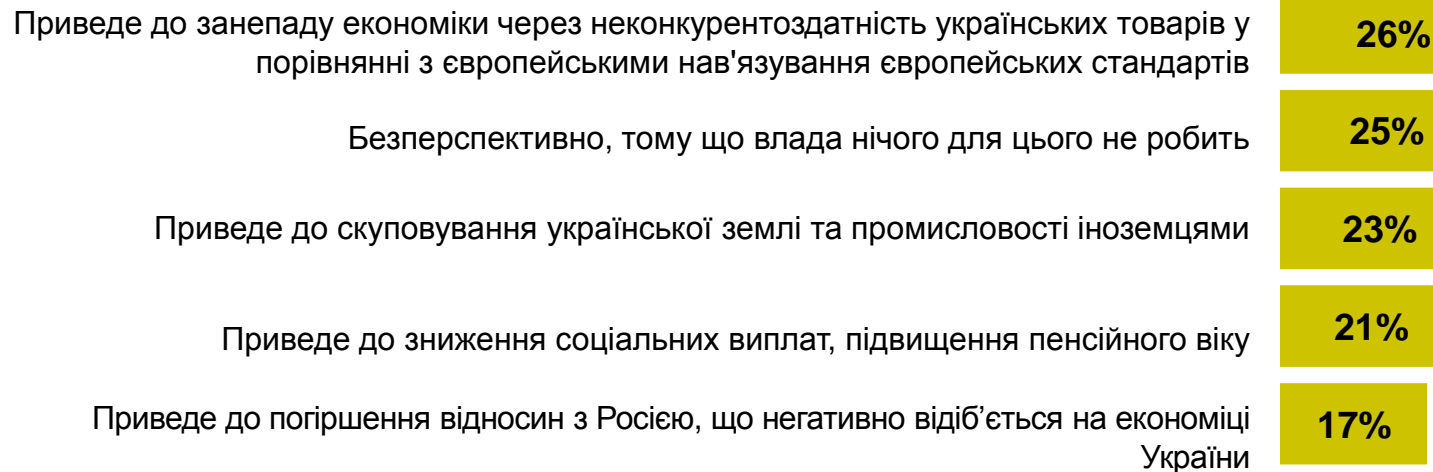 Приведе до занепаду економіки через неконкурентоздатність українських товарів у
порівнянні з європейськими нав'язування європейських стандартів
26%
Безперспективно, тому що влада нічого для цього не робить
25%
Приведе до скуповування української землі та промисловості іноземцями
23%
Приведе до зниження соціальних виплат, підвищення пенсійного віку
21%
Приведе до погіршення відносин з Росією, що негативно відіб’ється на економіці
України
17%